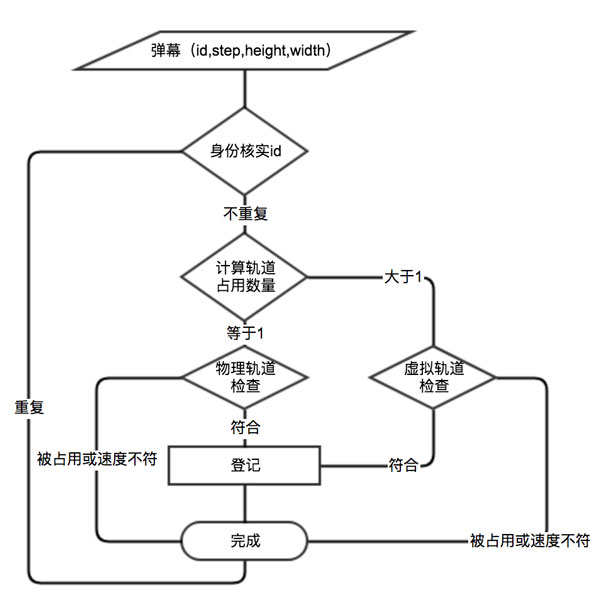 弹幕（id,step,height,width）
身份核实id
不重复
计算轨道
占用数量
大于1
等于1
物理轨道
检查
虚拟轨道
检查
重复
符合
被占用或速度不符
登记
符合
完成
被占用或速度不符